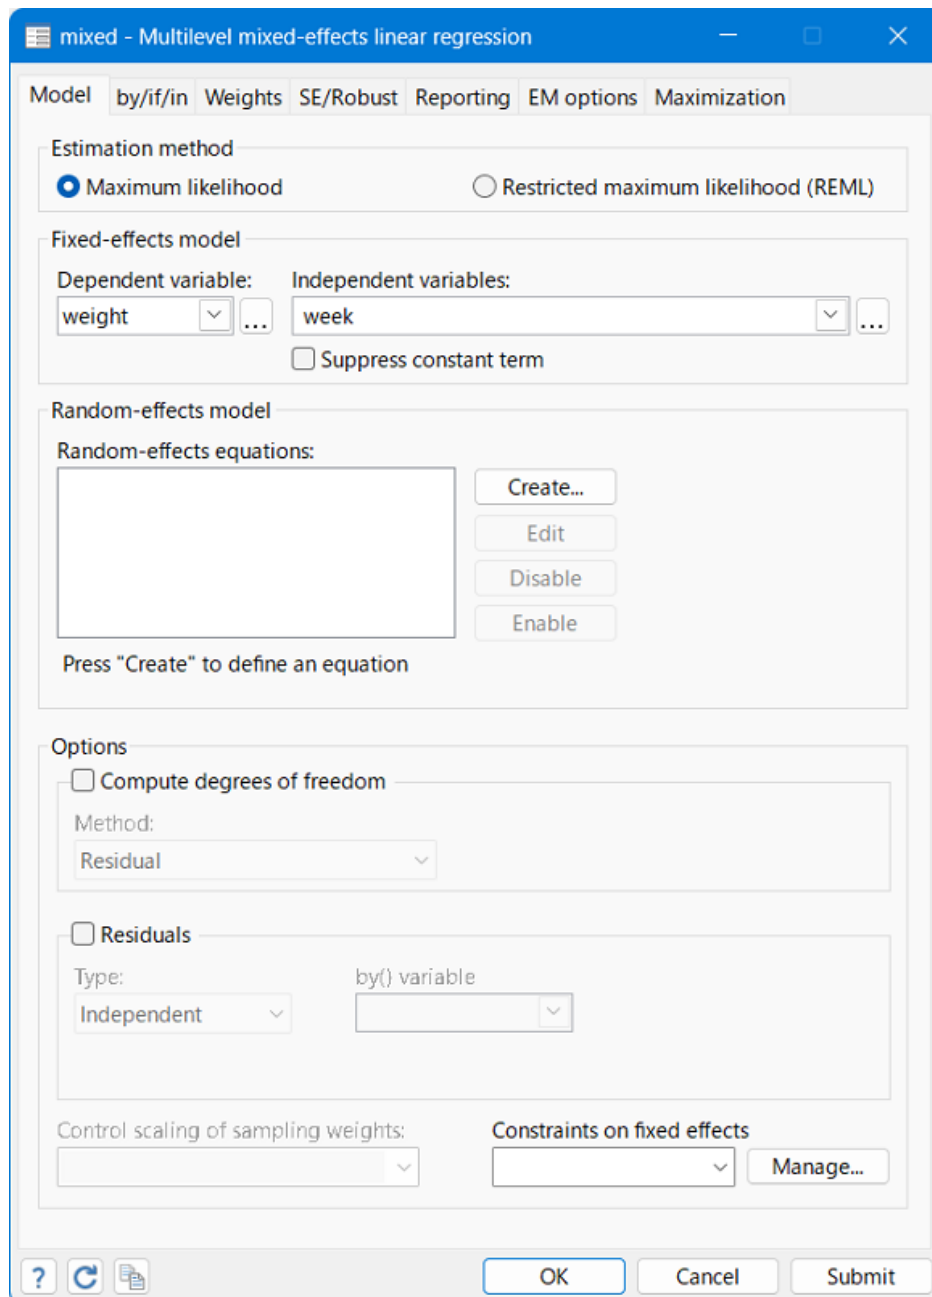 mixed - Multilevel mixed-effects linear regression
Model by/if/in Weights SE/Robust Reporting EM options Maximization
Estimation method
Maximum likelihood Restricted maximum likelihood (REML)
Fixed-effects model
Dependent variable: Independent variables:
weight ... week ...
Suppress constant term
Random-effects model
Random-effects equations:
Create...
Edit
Disable
Enable
Press "Create" to define an equation
Options
Compute degrees of freedom
Method:
Residual
Residuals
Type: by() variable
Independent
Control scaling of sampling weights: Constraints on fixed effects
Manage...
? OK Cancel Submit